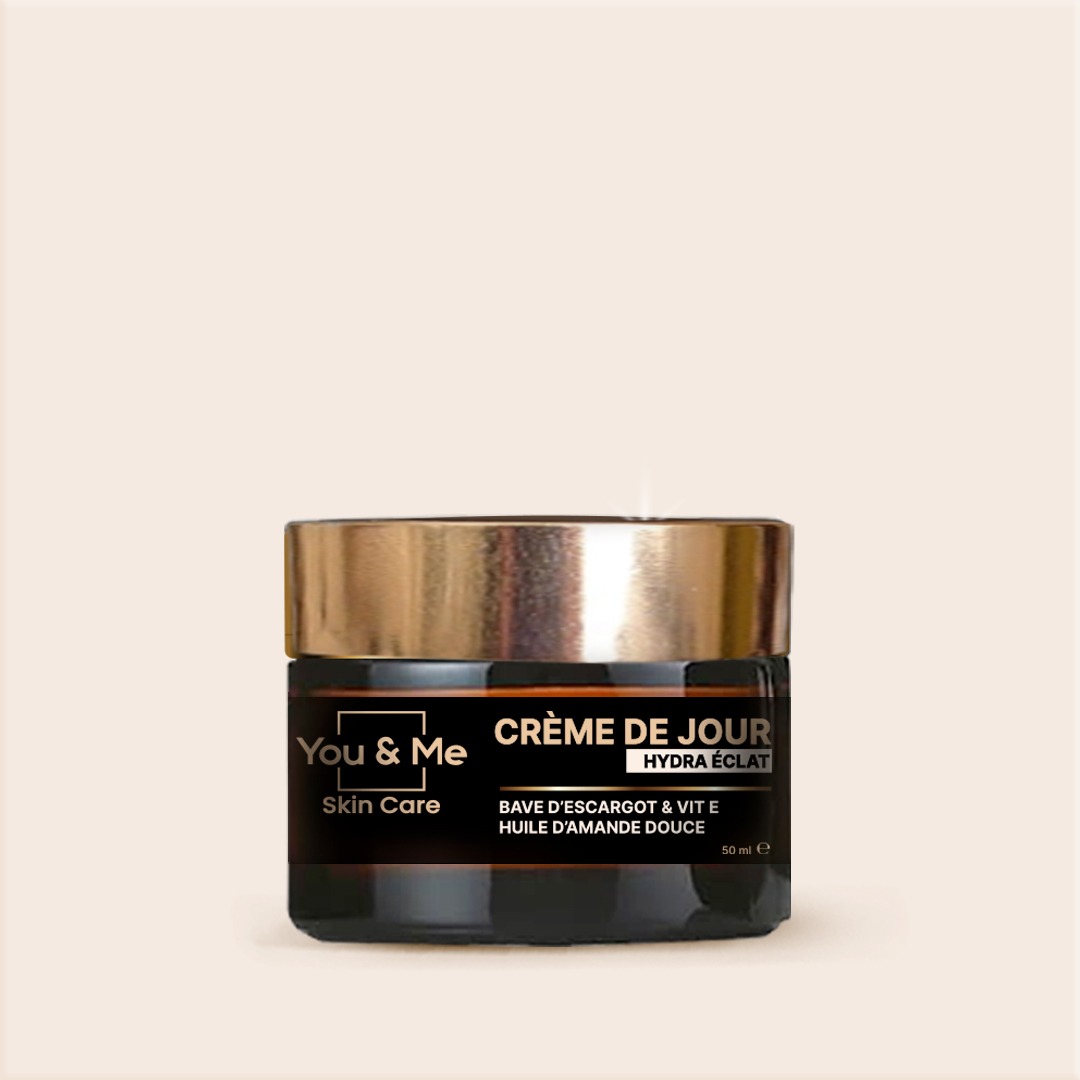 You & Me
Skin Care
CRÈME DE JOUR
HYDRA ÉCLAT
BAVE D'ESCARGOT & VIT E
HUILE D'AMANDE DOUCE
50 ml ℮